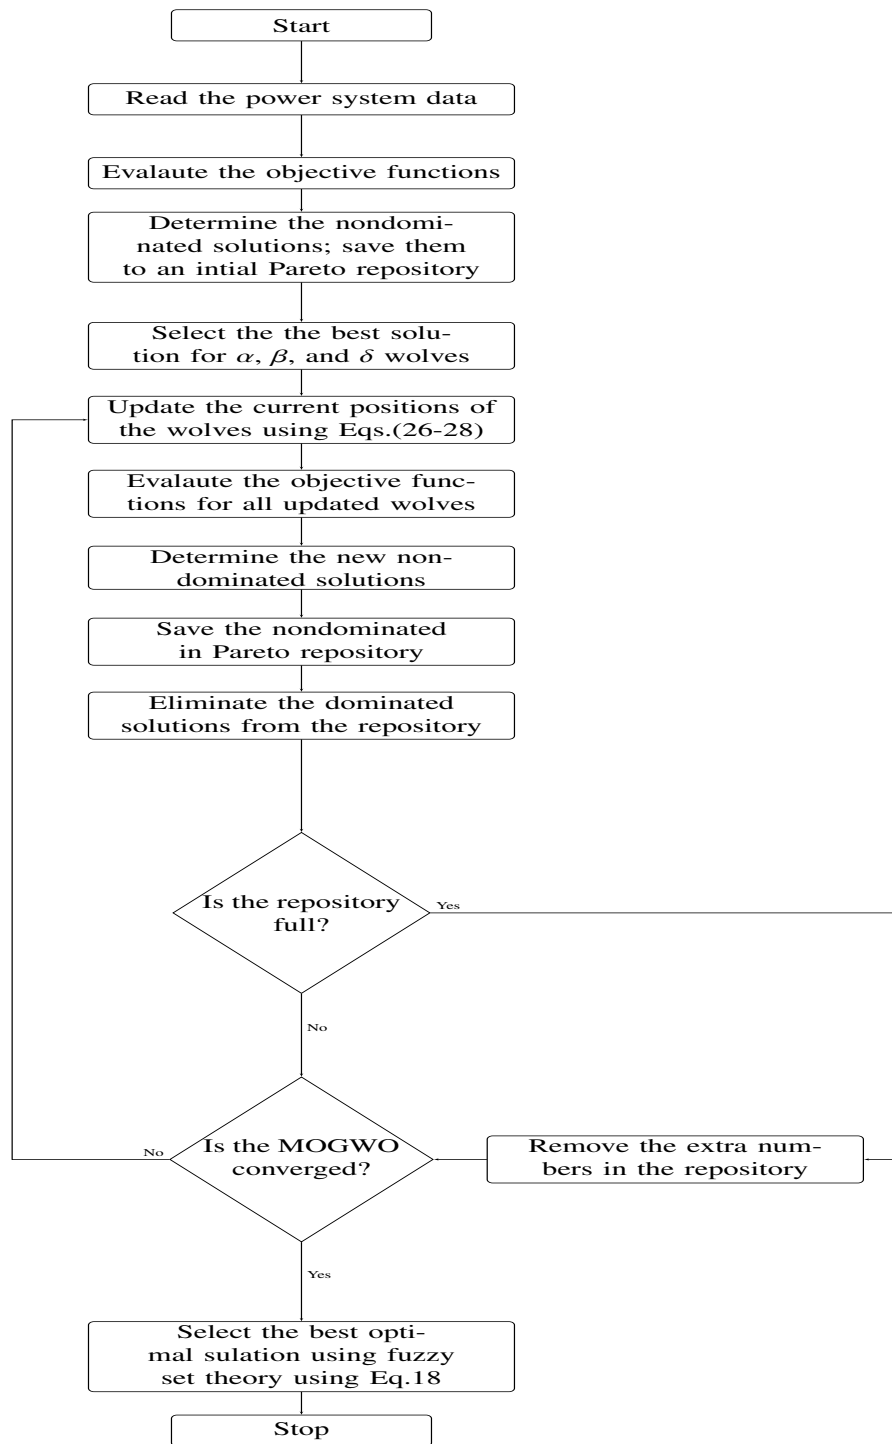 Start
Read the power system data
Evalaute the objective functions
Determine the nondomi-
nated solutions; save them
to an intial Pareto repository
Select the the best solu-
tion for α, β, and δ wolves
Update the current positions of
the wolves using Eqs.(26-28)
Evalaute the objective func-
tions for all updated wolves
Determine the new non-
dominated solutions
Save the nondominated
in Pareto repository
Eliminate the dominated
solutions from the repository
Is the repository
full?
Yes
No
Is the MOGWO
converged?
No
Remove the extra num-
bers in the repository
Yes
Select the best opti-
mal sulation using fuzzy
set theory using Eq.18
Stop